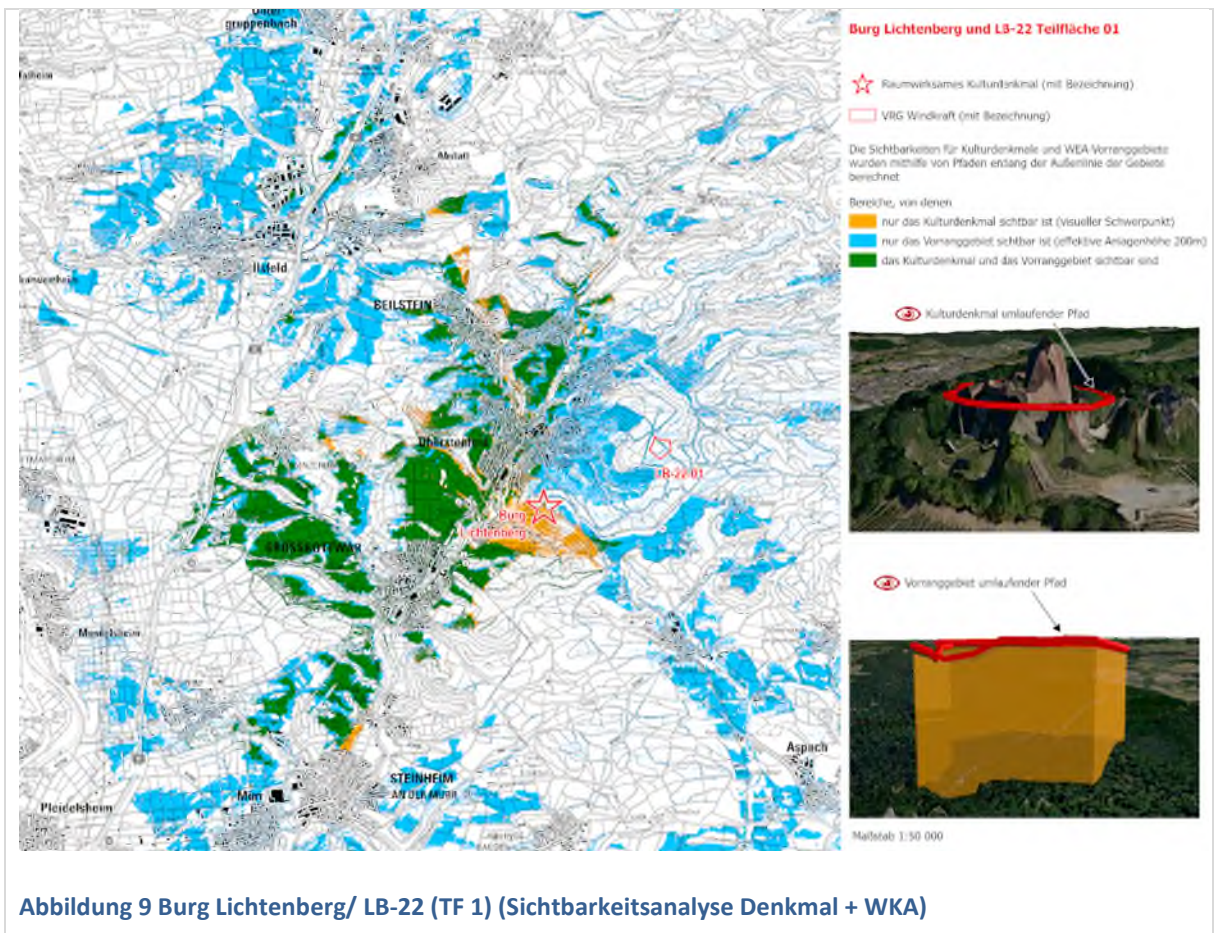 Unter-
gruppenbach
Abstatt
Ilsfeld
BEILSTEIN
Oberstenfeld
LB-22 01
Burg
Lichtenberg
GROSSBOTTWAR
Mundelsheim
Aspach
STEINHEIM
AN DER MURR
Murr
Pleidelsheim
Burg Lichtenberg und LB-22 Teilfläche 01
Raumwirksames Kulturdenkmal (mit Bezeichnung)
VRG Windkraft (mit Bezeichnung)
Die Sichtbarkeiten für Kulturdenkmale und WEA-Vorranggebiete
wurden mithilfe von Pfaden entlang der Außenlinie der Gebiete
berechnet
Bereiche, von denen
nur das Kulturdenkmal sichtbar ist (visueller Schwerpunkt)
nur das Vorranggebiet sichtbar ist (effektive Anlagenhöhe 200m)
das Kulturdenkmal und das Vorranggebiet sichtbar sind
Kulturdenkmal umlaufender Pfad
Vorranggebiet umlaufender Pfad
Maßstab 1:50 000
Abbildung 9 Burg Lichtenberg/ LB-22 (TF 1) (Sichtbarkeitsanalyse Denkmal + WKA)